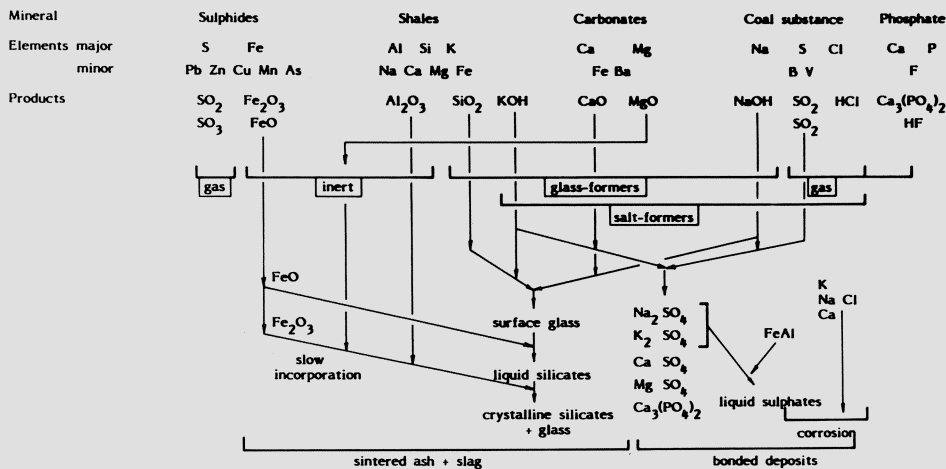 Mineral Sulphides Shales Carbonates Coal substance Phosphate
Elements major S Fe Al Si K Ca Mg Na S Cl Ca P
minor Pb Zn Cu Mn As Na Ca Mg Fe Fe Ba B V F
Products SO2 Fe2O3 Al2O3 SiO2 KOH CaO MgO NaOH SO2 HCl Ca3(PO4)2
SO3 FeO SO2 HF
gas inert glass-formers gas
salt-formers
FeO
K
Na2 SO4 Na Cl
surface glass Ca
Fe2O3 K2 SO4 FeAl
slow
incorporation
Ca SO4
liquid silicates
Mg SO4
Ca3(PO4)2 liquid sulphates
crystalline silicates
+ glass
corrosion
sintered ash + slag bonded deposits